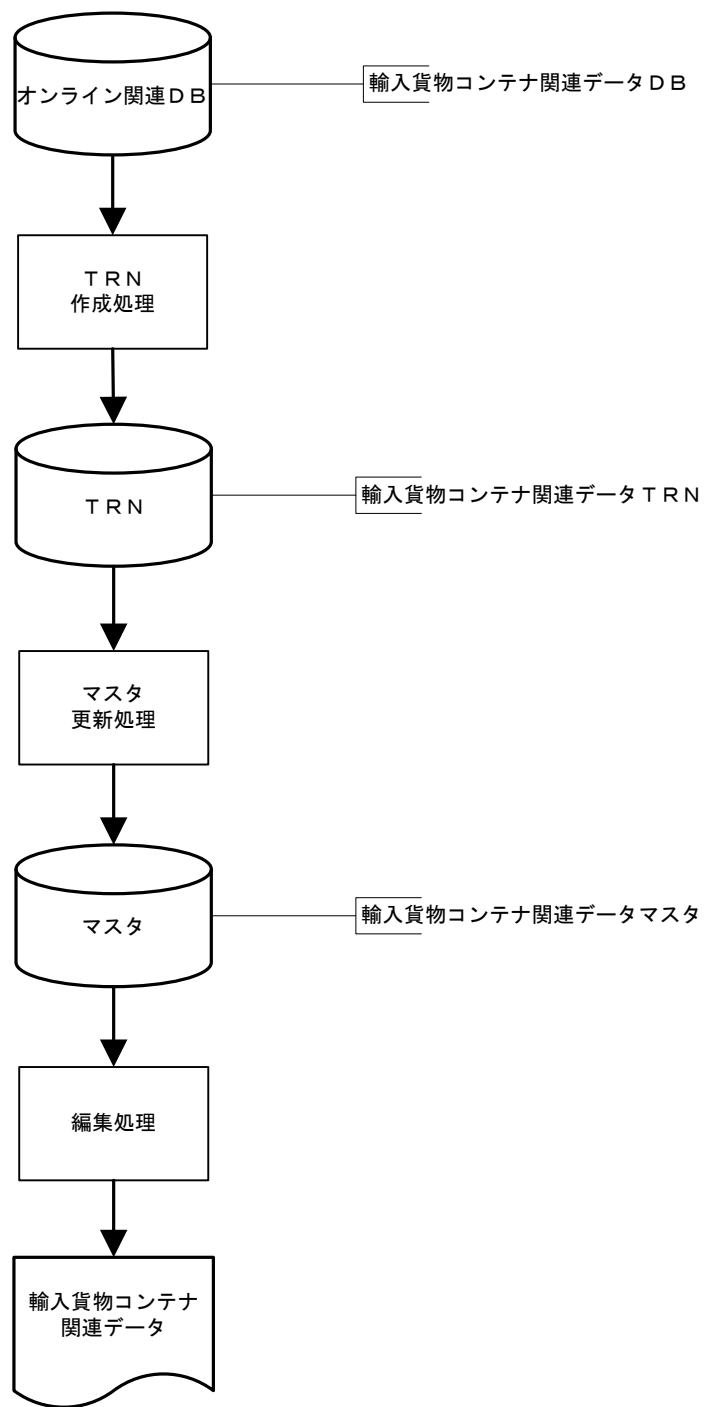 オンライン関連ＤＢ
輸入貨物コンテナ関連データＤＢ
ＴＲＮ
作成処理
ＴＲＮ
輸入貨物コンテナ関連データＴＲＮ
マスタ
更新処理
マスタ
輸入貨物コンテナ関連データマスタ
編集処理
輸入貨物コンテナ
関連データ